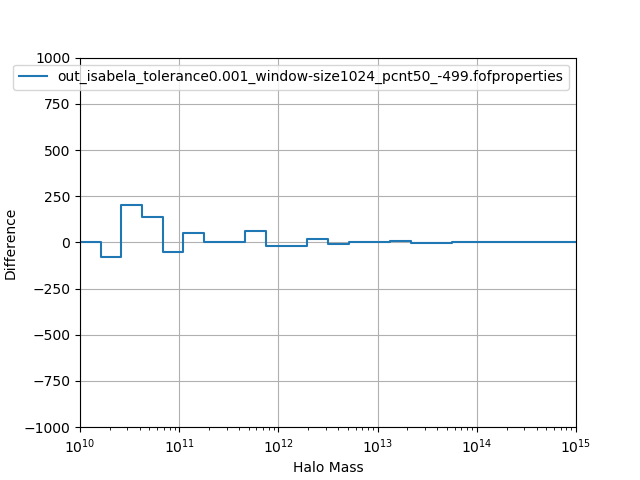 out_isabela_tolerance0.001_window-size1024_pcnt50_-499.fofproperties
1000
750
500
250
0
−250
−500
−750
−1000
Difference
10^10 10^11 10^12 10^13 10^14 10^15
Halo Mass